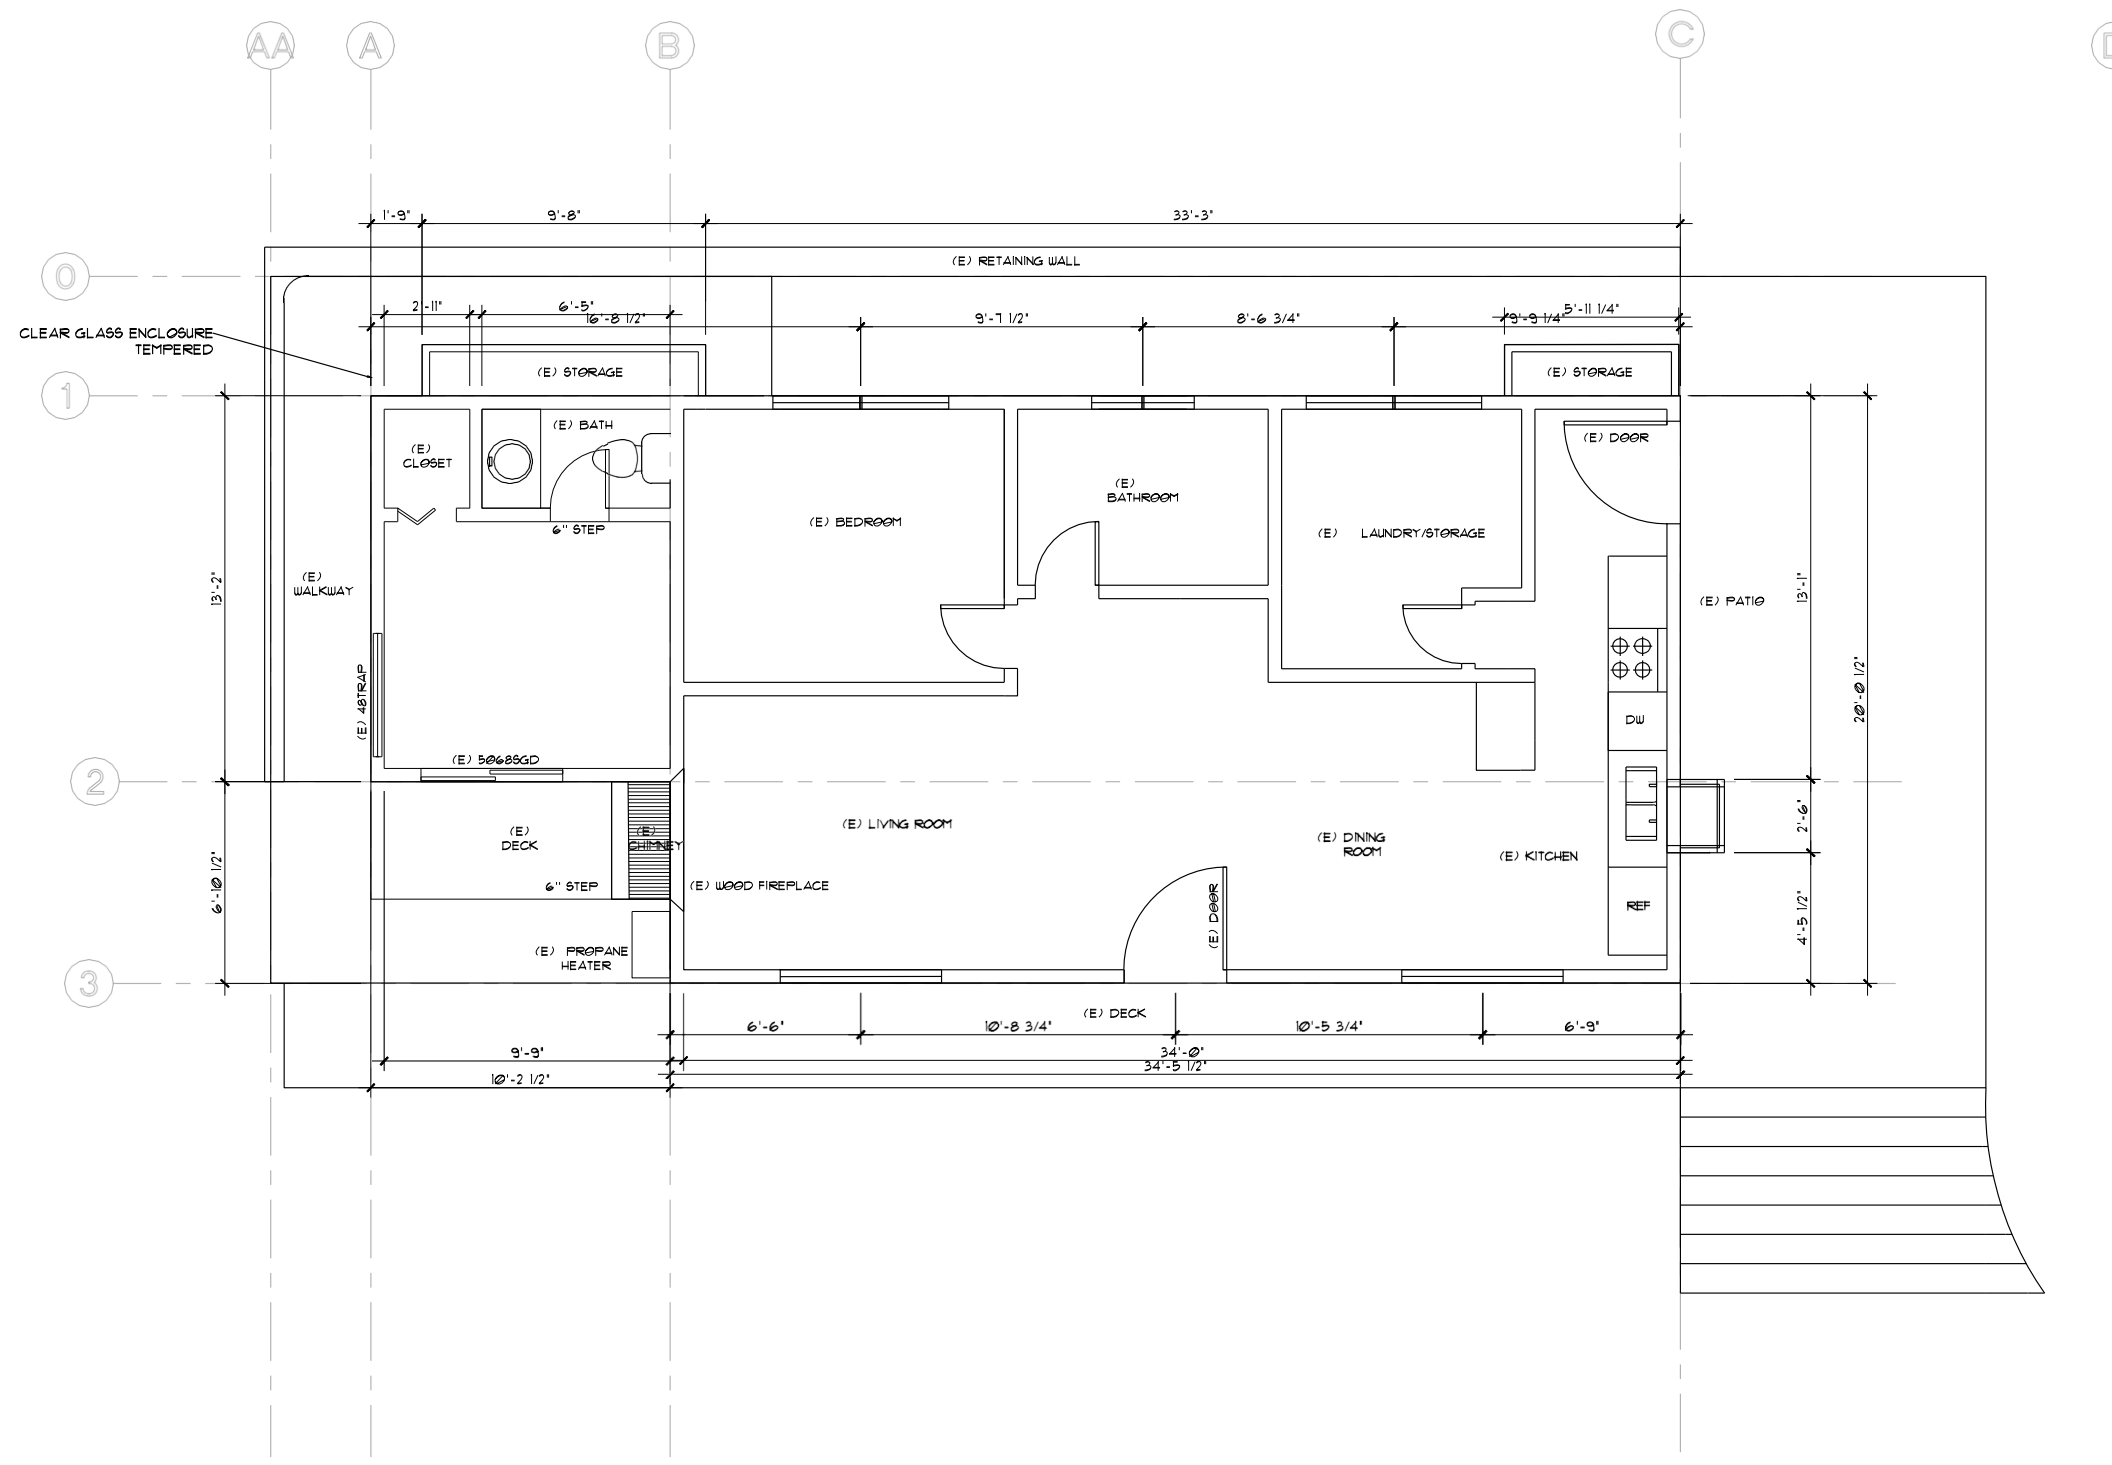 AA
A
B
C
1'-9"
9'-8"
33'-3"
(E) RETAINING WALL
0
2'-11"
6'-5"
16'-8 1/2"
9'-7 1/2"
8'-6 3/4"
9'-9 1/4"
5'-11 1/4"
CLEAR GLASS ENCLOSURE
TEMPERED
(E) STORAGE
(E) STORAGE
1
(E) BATH
(E) DOOR
(E)
CLOSET
(E)
BATHROOM
(E) BEDROOM
6" STEP
(E) LAUNDRY/STORAGE
(E)
WALKWAY
13'-2"
13'-1"
(E) PATIO
(E) 48TRAP
20'-0 1/2"
DW
(E) 5068SGD
2
2'-6"
(E)
DECK
(E)
CHIMNEY
(E) LIVING ROOM
(E) DINING
ROOM
(E) KITCHEN
6'-10 1/2"
6" STEP
(E) WOOD FIREPLACE
(E) DOOR
REF
4'-5 1/2"
(E) PROPANE
HEATER
3
(E) DECK
6'-6"
10'-8 3/4"
10'-5 3/4"
6'-9"
9'-9"
34'-0"
34'-5 1/2"
10'-2 1/2"